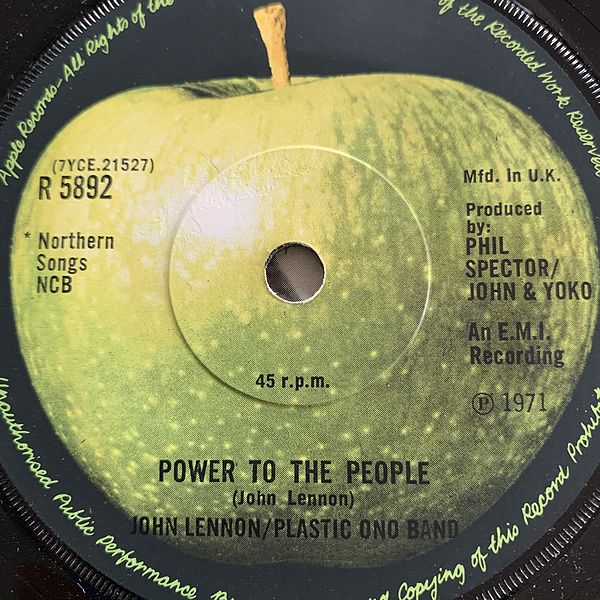 Apple Records-All Rights of the
of the Recorded Work Reserved
(7YCE.21527)
R 5892
* Northern
Songs
NCB
Mfd. In U.K.
Produced
by:
PHIL
SPECTOR/
JOHN & YOKO
An E.M.I.
Recording
Ⓟ 1971
45 r.p.m.
POWER TO THE PEOPLE
(John Lennon)
JOHN LENNON/PLASTIC ONO BAND
Unauthorised Public Performance
Copying of this Record Prohibit